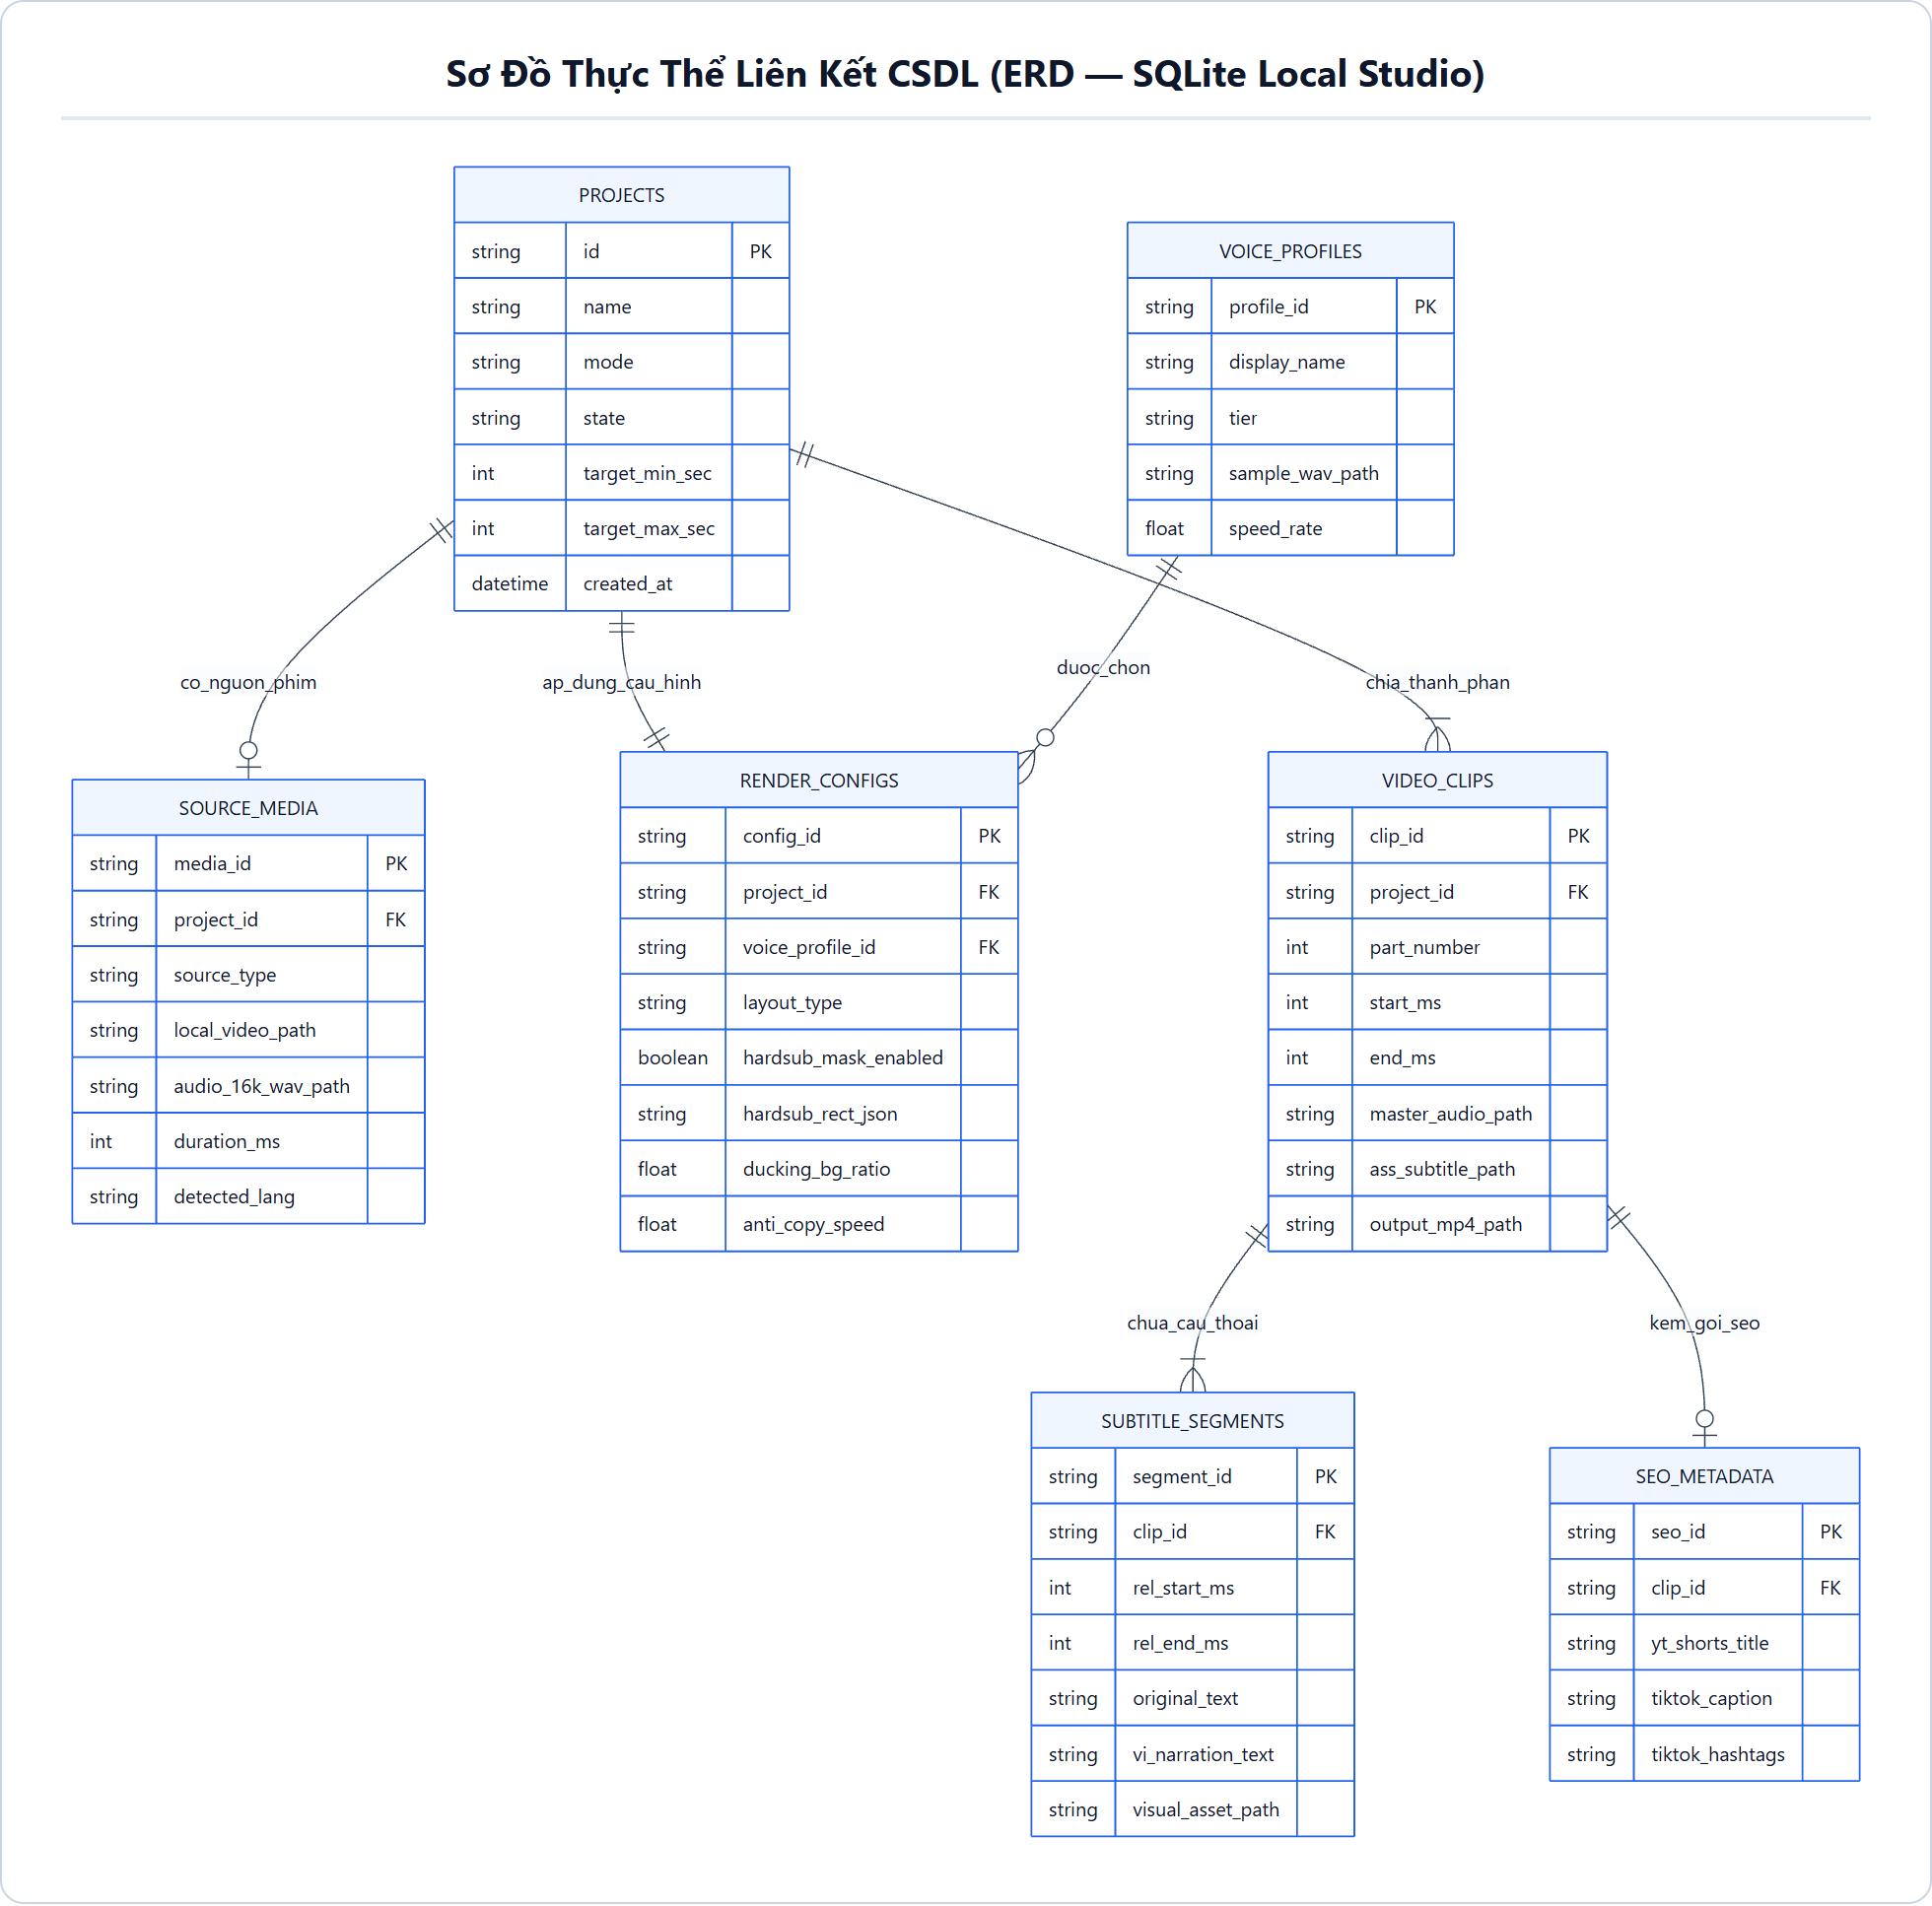 Sơ Đồ Thực Thể Liên Kết CSDL (ERD — SQLite Local Studio)
PROJECTS
string id PK
string name
string mode
string state
int target_min_sec
int target_max_sec
datetime created_at
VOICE_PROFILES
string profile_id PK
string display_name
string tier
string sample_wav_path
float speed_rate
co_nguon_phim
ap_dung_cau_hinh
duoc_chon
chia_thanh_phan
SOURCE_MEDIA
string media_id PK
string project_id FK
string source_type
string local_video_path
string audio_16k_wav_path
int duration_ms
string detected_lang
RENDER_CONFIGS
string config_id PK
string project_id FK
string voice_profile_id FK
string layout_type
boolean hardsub_mask_enabled
string hardsub_rect_json
float ducking_bg_ratio
float anti_copy_speed
VIDEO_CLIPS
string clip_id PK
string project_id FK
int part_number
int start_ms
int end_ms
string master_audio_path
string ass_subtitle_path
string output_mp4_path
chua_cau_thoai
kem_goi_seo
SUBTITLE_SEGMENTS
string segment_id PK
string clip_id FK
int rel_start_ms
int rel_end_ms
string original_text
string vi_narration_text
string visual_asset_path
SEO_METADATA
string seo_id PK
string clip_id FK
string yt_shorts_title
string tiktok_caption
string tiktok_hashtags